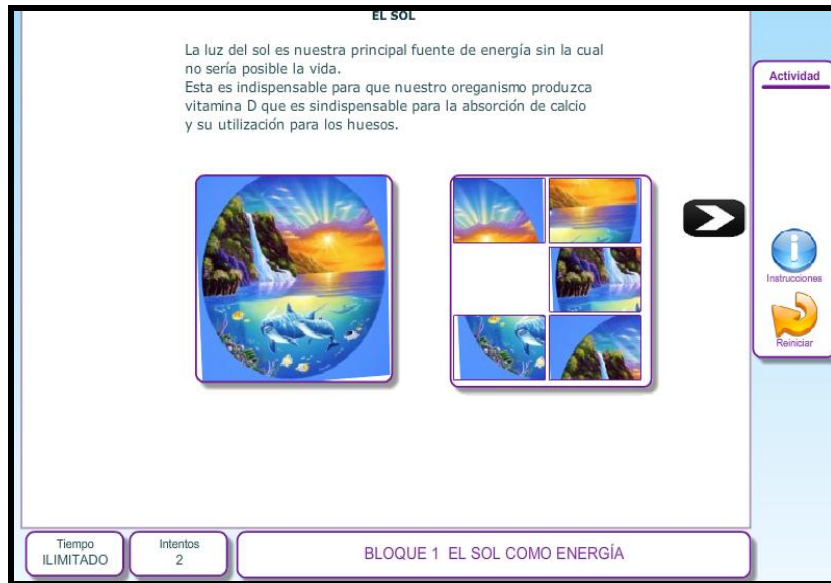 EL SOL
La luz del sol es nuestra principal fuente de energía sin la cual
no sería posible la vida.
Esta es indispensable para que nuestro oreganismo produzca
vitamina D que es sindispensable para la absorción de calcio
y su utilización para los huesos.
Actividad
Instrucciones
Reiniciar
Tiempo
ILIMITADO
Intentos
2
BLOQUE 1 EL SOL COMO ENERGÍA